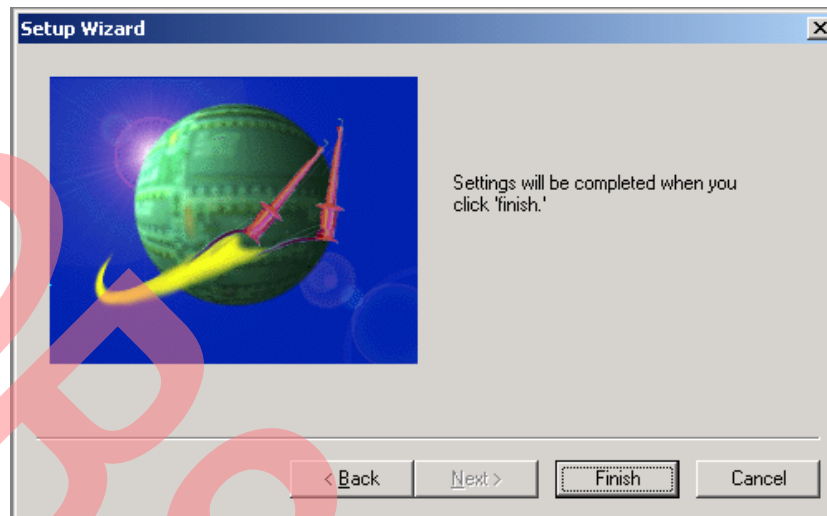 Setup Wizard
Settings will be completed when you
click 'finish.'
< Back
Next >
Finish
Cancel